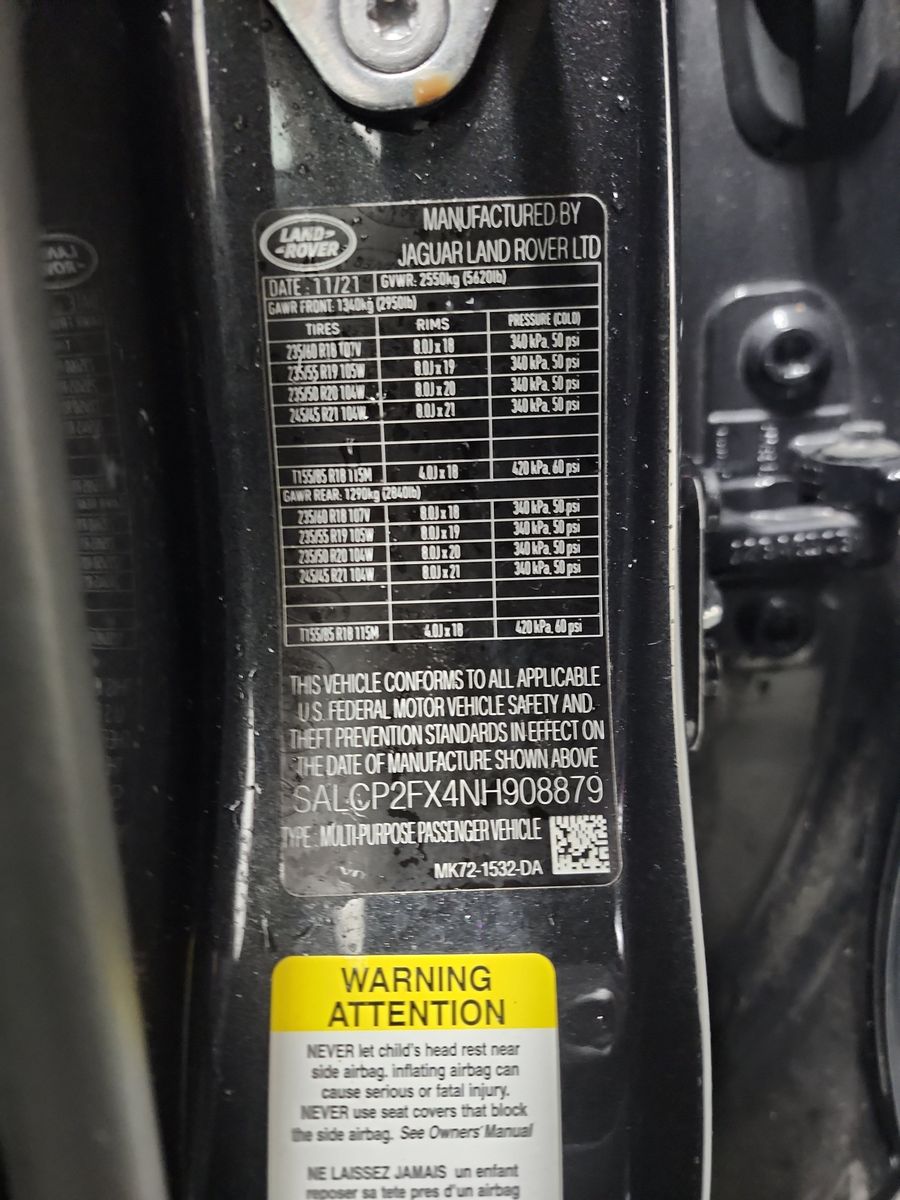 LAND-
-ROVER
MANUFACTURED BY
JAGUAR LAND ROVER LTD
DATE : 11/21 GVWR: 2550kg (5620lb)
GAWR FRONT: 1340kg (2950lb)
TIRES RIMS PRESSURE (COLD)
235/60 R18 107V 8.0J x 18 340 kPa, 50 psi
235/55 R19 105W 8.0J x 19 340 kPa, 50 psi
235/50 R20 104W 8.0J x 20 340 kPa, 50 psi
245/45 R21 104W 8.0J x 21 340 kPa, 50 psi
T155/85 R18 115M 4.0J x 18 420 kPa, 60 psi
GAWR REAR: 1290kg (2840lb)
235/60 R18 107V 8.0J x 18 340 kPa, 50 psi
235/55 R19 105W 8.0J x 19 340 kPa, 50 psi
235/50 R20 104W 8.0J x 20 340 kPa, 50 psi
245/45 R21 104W 8.0J x 21 340 kPa, 50 psi
T155/85 R18 115M 4.0J x 18 420 kPa, 60 psi
THIS VEHICLE CONFORMS TO ALL APPLICABLE
U.S. FEDERAL MOTOR VEHICLE SAFETY AND
THEFT PREVENTION STANDARDS IN EFFECT ON
THE DATE OF MANUFACTURE SHOWN ABOVE
SALCP2FX4NH908879
TYPE : MULTI-PURPOSE PASSENGER VEHICLE
MK72-1532-DA
WARNING
ATTENTION
NEVER let child's head rest near
side airbag, inflating airbag can
cause serious or fatal injury.
NEVER use seat covers that block
the side airbag. See Owners' Manual
NE LAISSEZ JAMAIS un enfant
reposer sa tete pres d'un airbag